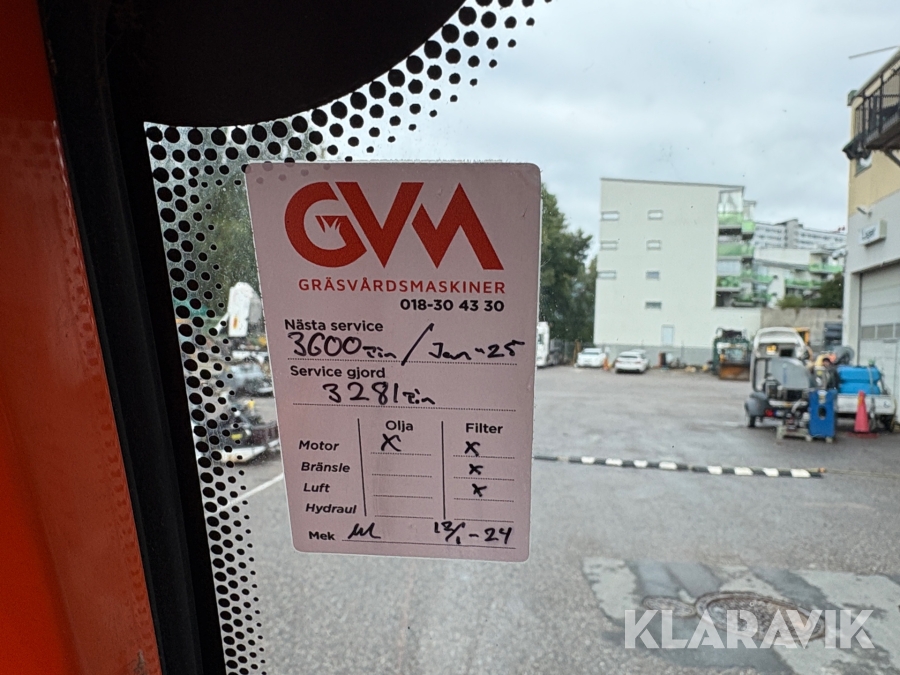 GVM
GRÄSVÅRDSMASKINER
018-30 43 30
Nästa service
3600 Tim / Jan -25
Service gjord
3281 Tim
Olja Filter
Motor x x
Bränsle x
Luft x
Hydraul
Mek 12/1-24
KLARAVIK